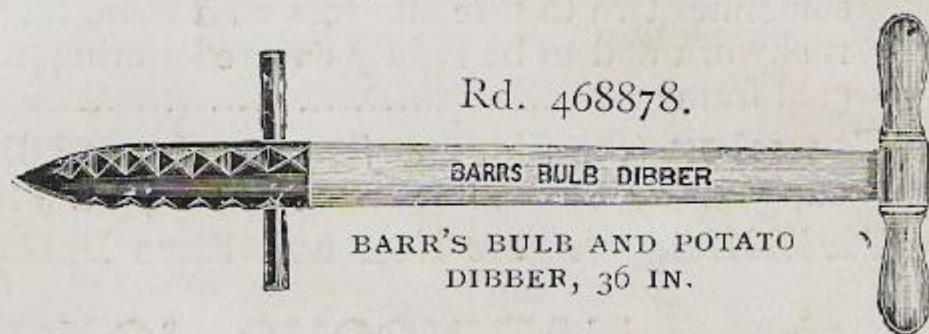 Rd. 468878.
BARRS BULB DIBBER
BARR'S BULB AND POTATO
DIBBER, 36 IN.